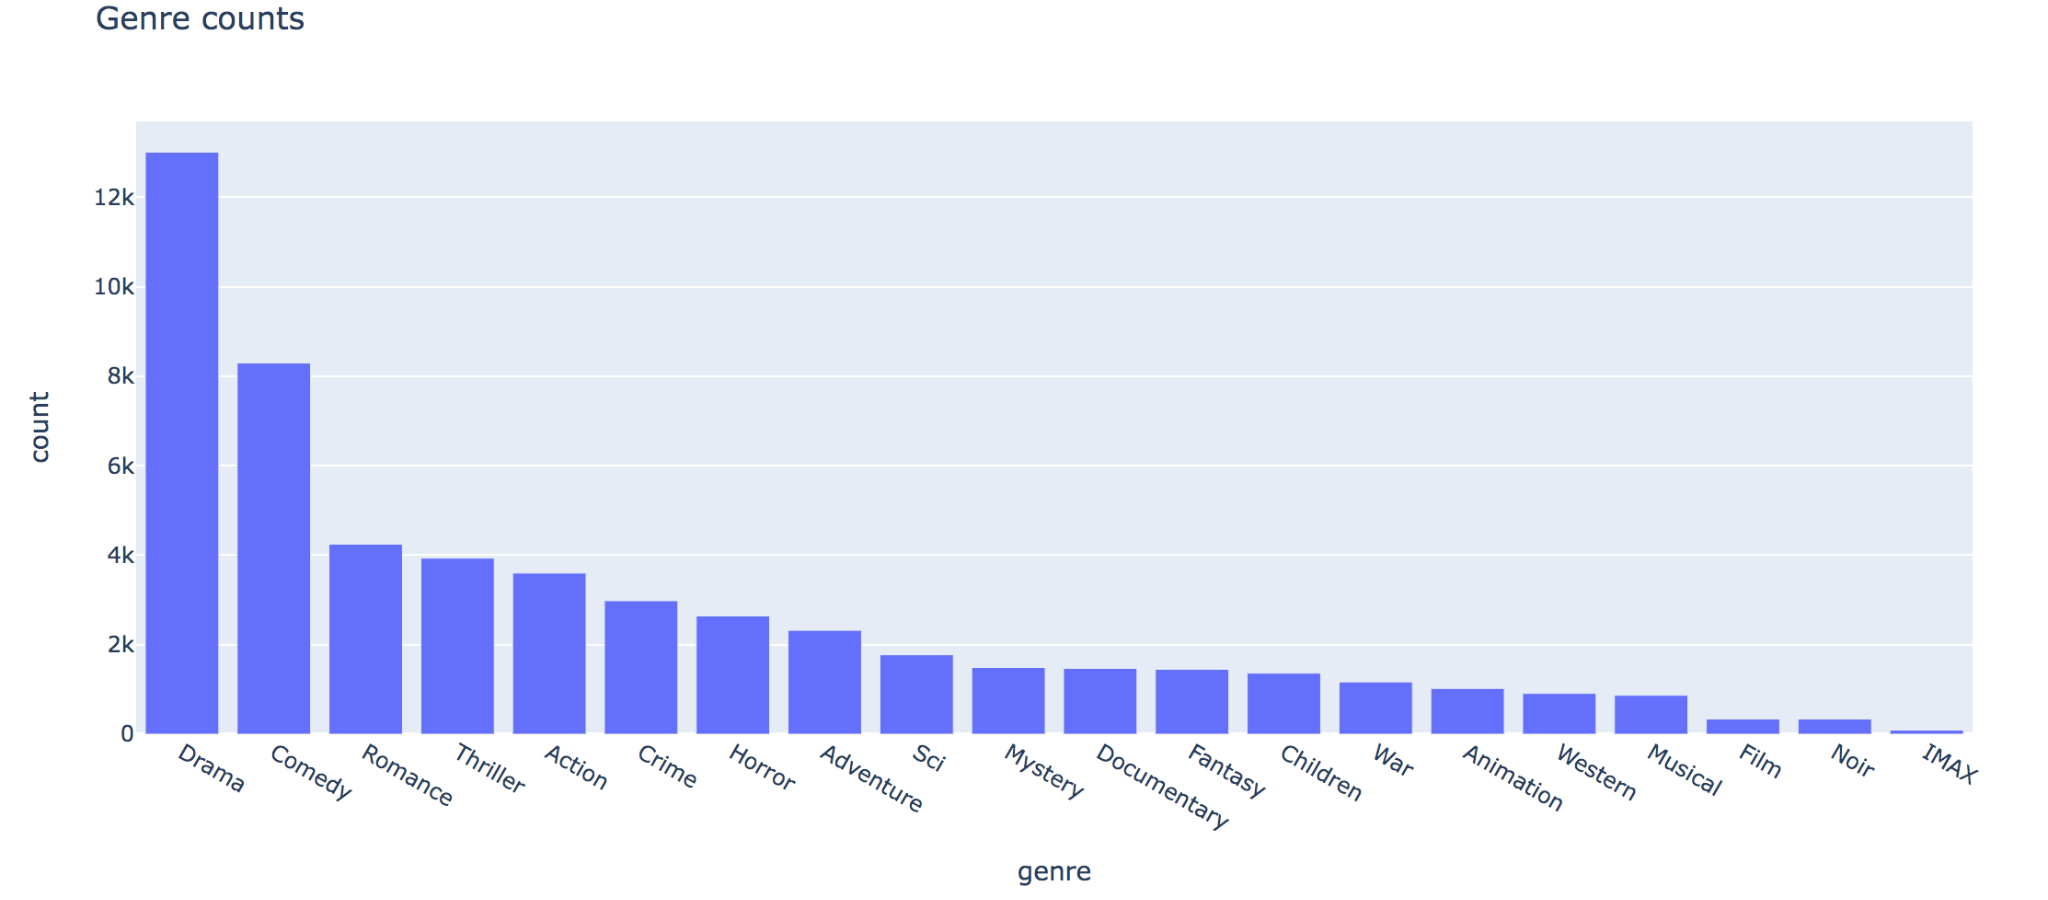 Genre counts
12k
10k
8k
6k
4k
2k
0
count
Drama
Comedy
Romance
Thriller
Action
Crime
Horror
Adventure
Sci
Mystery
Documentary
Fantasy
Children
War
Animation
Western
Musical
Film
Noir
IMAX
genre